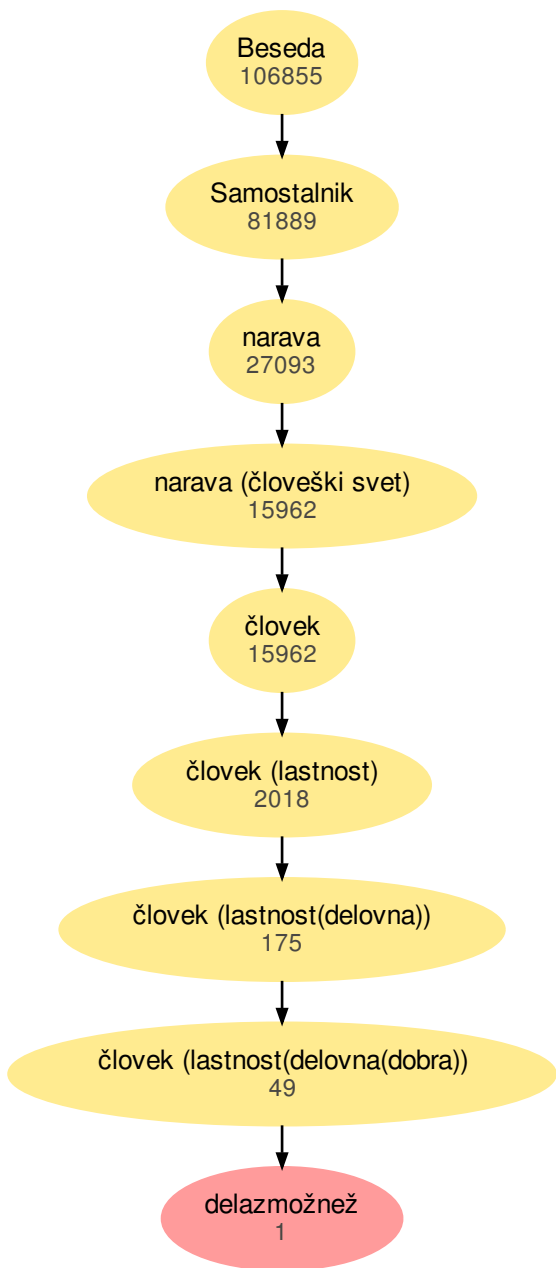 Beseda
106855
Samostalnik
81889
narava
27093
narava (človeški svet)
15962
človek
15962
človek (lastnost)
2018
človek (lastnost(delovna))
175
človek (lastnost(delovna(dobra))
49
delazmožnež
1